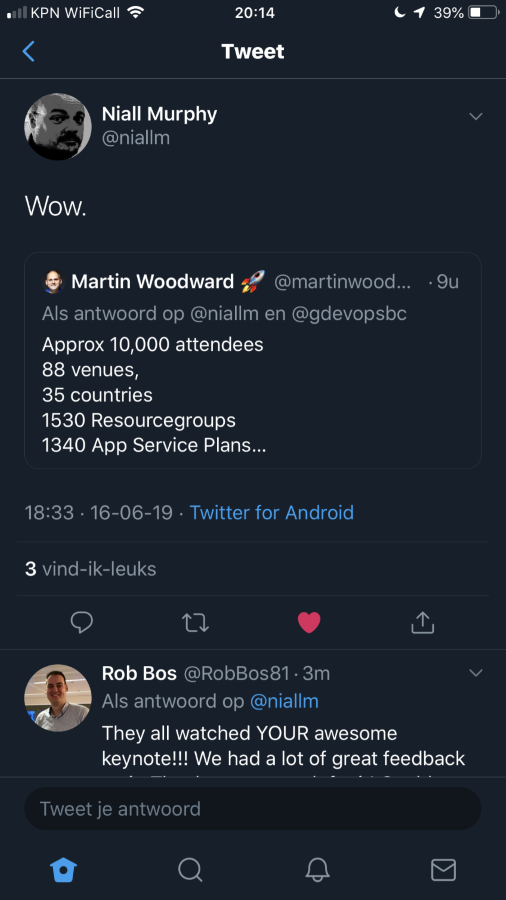 KPN WiFiCall 20:14 39%
Tweet
Niall Murphy
@niallm
Wow.
Martin Woodward 🚀 @martinwood... · 9u
Als antwoord op @niallm en @gdevopsbc
Approx 10,000 attendees
88 venues,
35 countries
1530 Resourcegroups
1340 App Service Plans...
18:33 · 16-06-19 · Twitter for Android
3 vind-ik-leuks
Rob Bos @RobBos81 · 3m
Als antwoord op @niallm
They all watched YOUR awesome
keynote!!! We had a lot of great feedback
Tweet je antwoord